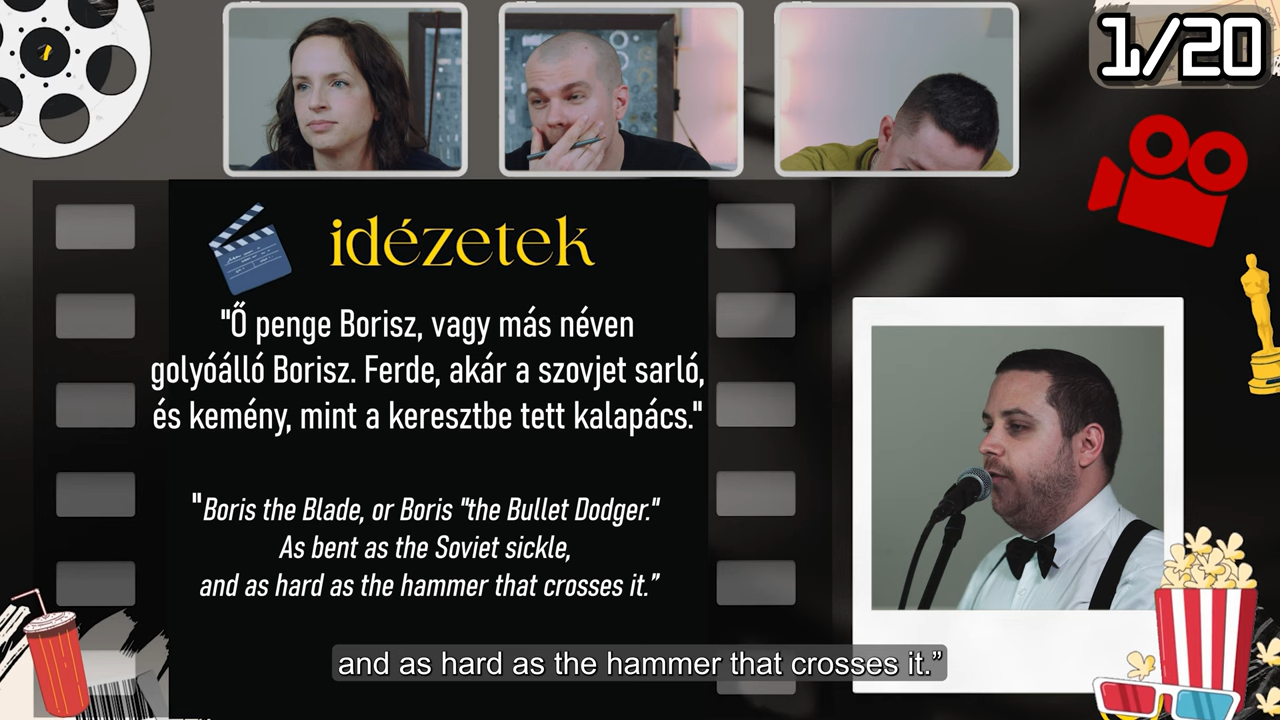 1/20
idézetek
"Ő penge Borisz, vagy más néven
golyóálló Borisz. Ferde, akár a szovjet sarló,
és kemény, mint a keresztbe tett kalapács."
"Boris the Blade, or Boris "the Bullet Dodger."
As bent as the Soviet sickle,
and as hard as the hammer that crosses it.”
and as hard as the hammer that crosses it.”